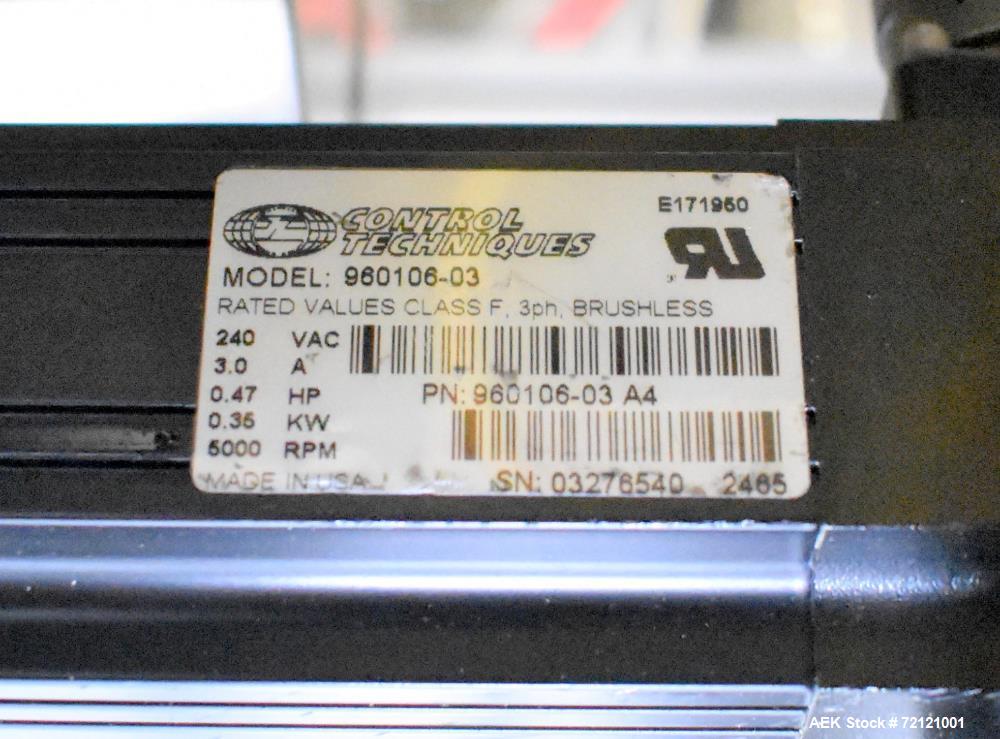 CONTROL
TECHNIQUES
E171950
MODEL: 960106-03
RATED VALUES CLASS F, 3ph, BRUSHLESS
240 VAC
3.0 A
0.47 HP
PN: 960106-03 A4
0.35 KW
5000 RPM
MADE IN USA
SN: 03276540 2465
AEK Stock # 72121001